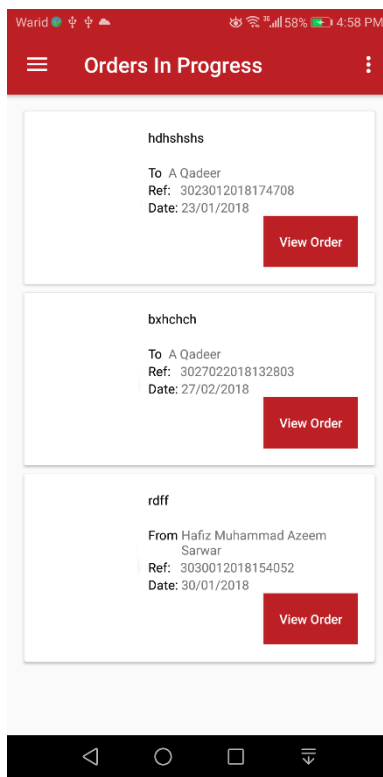 Warid 58% 4:58 PM
Orders In Progress
hdhshshs
To A Qadeer
Ref: 3023012018174708
Date: 23/01/2018
View Order
bxhchch
To A Qadeer
Ref: 3027022018132803
Date: 27/02/2018
View Order
rdff
From Hafiz Muhammad Azeem
Sarwar
Ref: 3030012018154052
Date: 30/01/2018
View Order